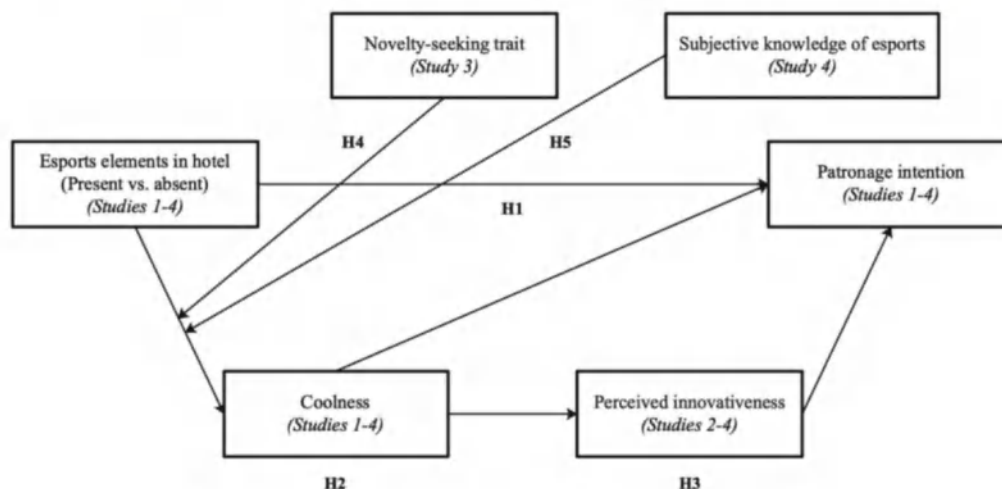 Novelty-seeking trait
(Study 3)
Subjective knowledge of esports
(Study 4)
H4
H5
Esports elements in hotel
(Present vs. absent)
(Studies 1-4)
Patronage intention
(Studies 1-4)
H1
Coolness
(Studies 1-4)
Perceived innovativeness
(Studies 2-4)
H2
H3